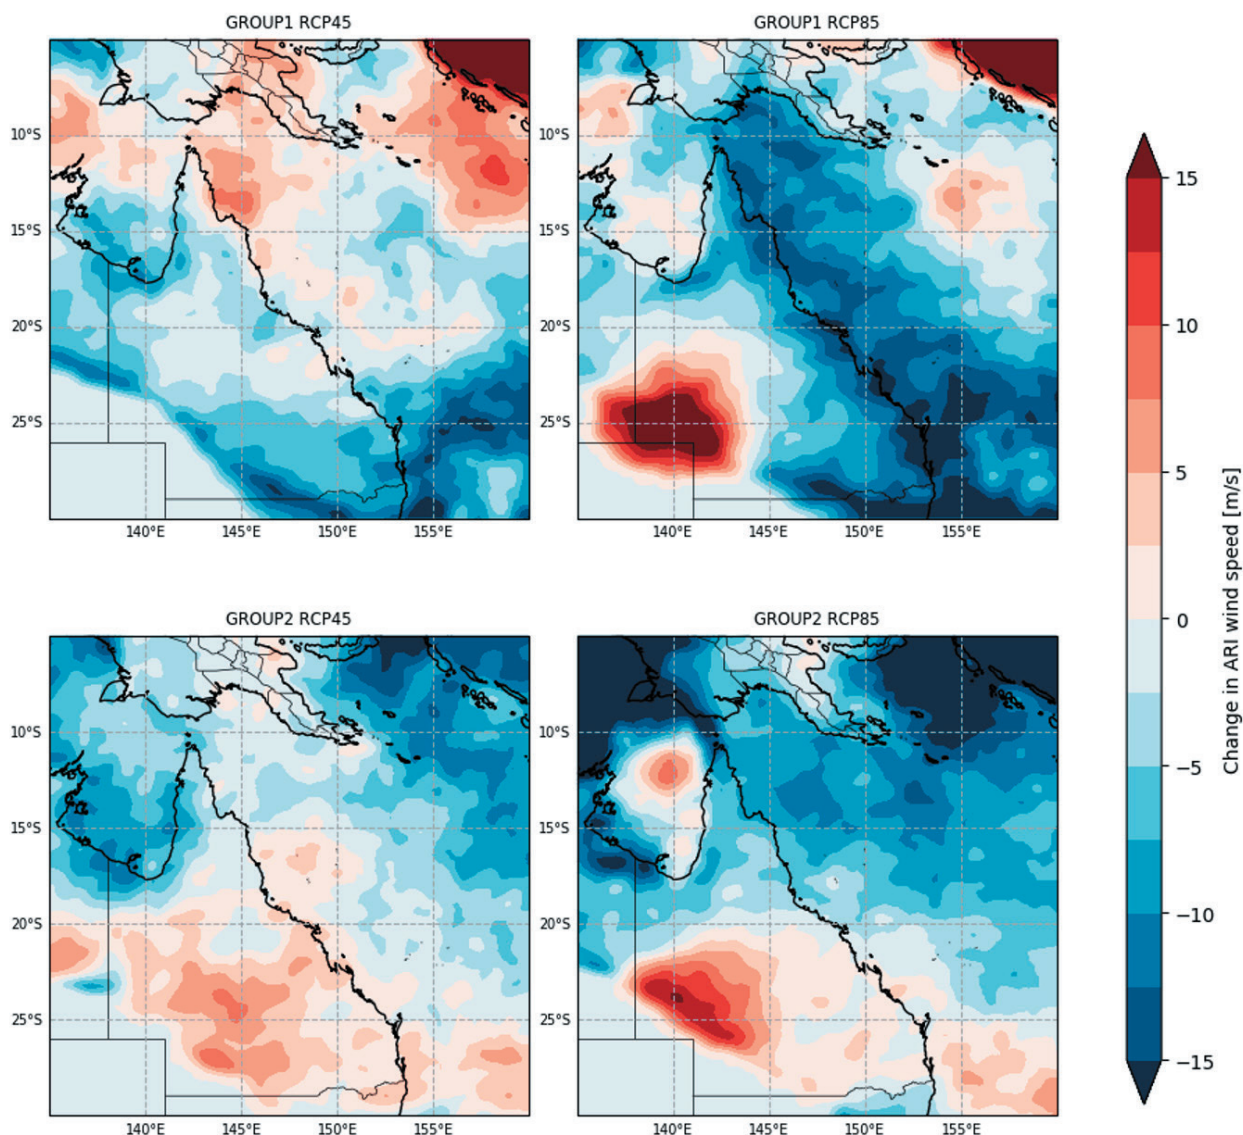 GROUP1 RCP45
GROUP1 RCP85
10°S
15°S
20°S
25°S
140°E 145°E 150°E 155°E
10°S
15°S
20°S
25°S
140°E 145°E 150°E 155°E
GROUP2 RCP45
GROUP2 RCP85
10°S
15°S
20°S
25°S
140°E 145°E 150°E 155°E
10°S
15°S
20°S
25°S
140°E 145°E 150°E 155°E
15
10
5
0
−5
−10
−15
Change in ARI wind speed [m/s]